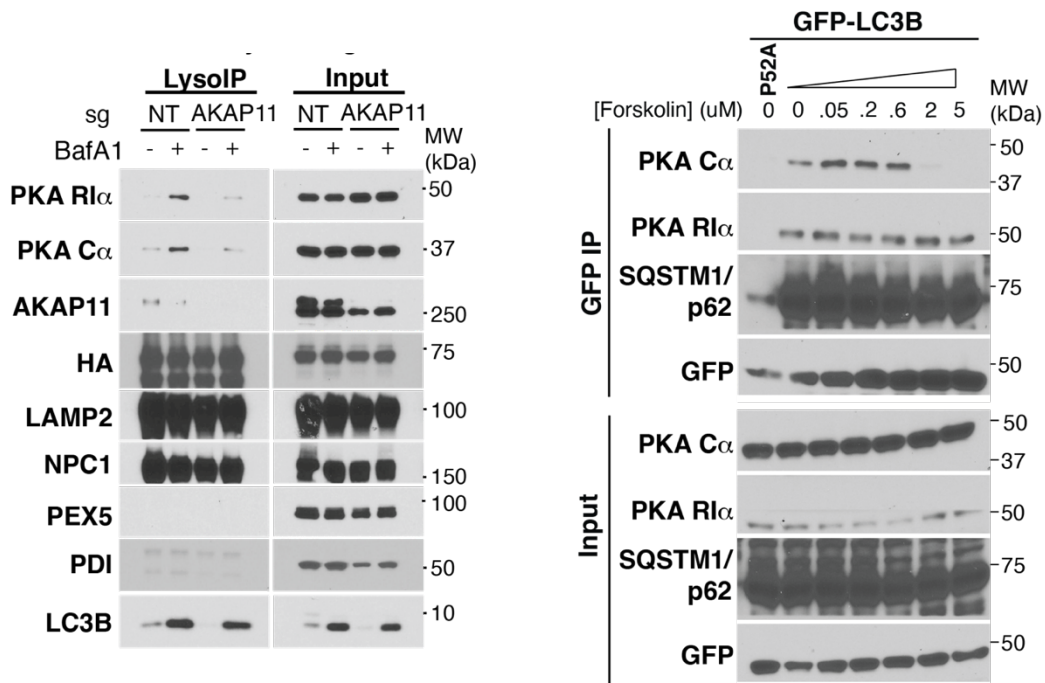 LysoIP Input
sg NT AKAP11 NT AKAP11
BafA1 - + - + - + - + MW (kDa)
PKA RIα 50
PKA Cα 37
AKAP11 250
HA 75
LAMP2 100
NPC1 150
PEX5 100
PDI 50
LC3B 10
GFP-LC3B
P52A
[Forskolin] (uM) 0 0 .05 .2 .6 2 5 MW (kDa)
GFP IP
PKA Cα 50 37
PKA RIα 50
SQSTM1/p62 75
GFP 50
Input
PKA Cα 50 37
PKA RIα 50
SQSTM1/p62 75
GFP 50